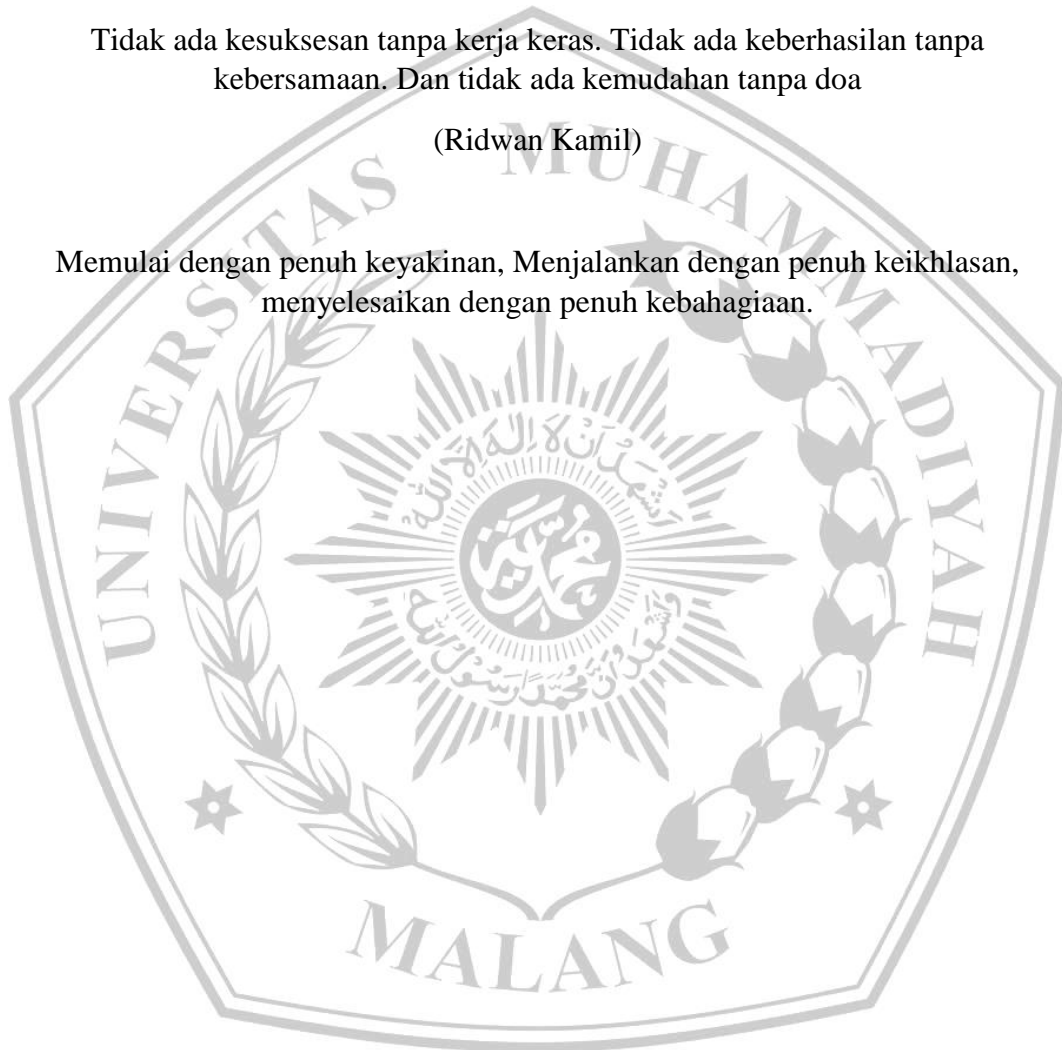 Tidak ada kesuksesan tanpa kerja keras. Tidak ada keberhasilan tanpa
kebersamaan. Dan tidak ada kemudahan tanpa doa
(Ridwan Kamil)
Memulai dengan penuh keyakinan, Menjalankan dengan penuh keikhlasan,
menyelesaikan dengan penuh kebahagiaan.
UNIVERSITAS MUHAMMADIYAH
MALANG